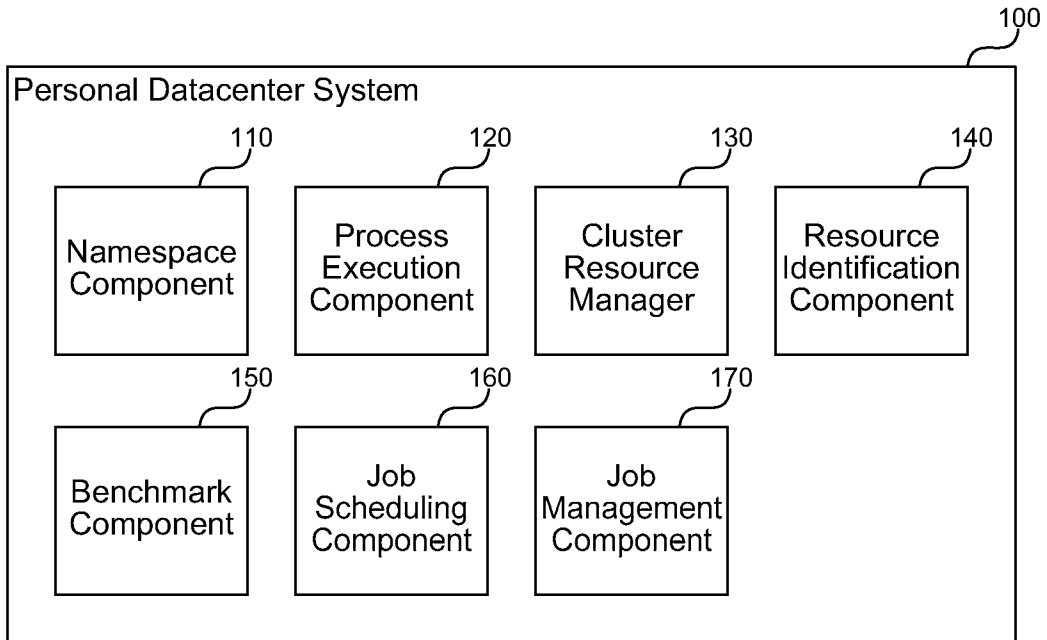 100
Personal Datacenter System
110
120
130
140
Namespace
Component
Process
Execution
Component
Cluster
Resource
Manager
Resource
Identification
Component
150
160
170
Benchmark
Component
Job
Scheduling
Component
Job
Management
Component